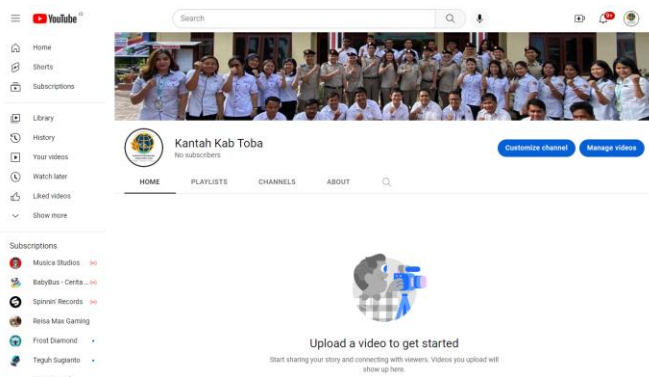 YouTube
Search
9+
Home
Shorts
Subscriptions
Library
History
Your videos
Watch later
Liked videos
Show more
Subscriptions
Musica Studios
BabyBus - Cerita ...
Spinnin' Records
Reisa Max Gaming
Frost Diamond
Teguh Sugianto
Kantah Kab Toba
No subscribers
Customize channel
Manage videos
HOME PLAYLISTS CHANNELS ABOUT
Upload a video to get started
Start sharing your story and connecting with viewers. Videos you upload will
show up here.